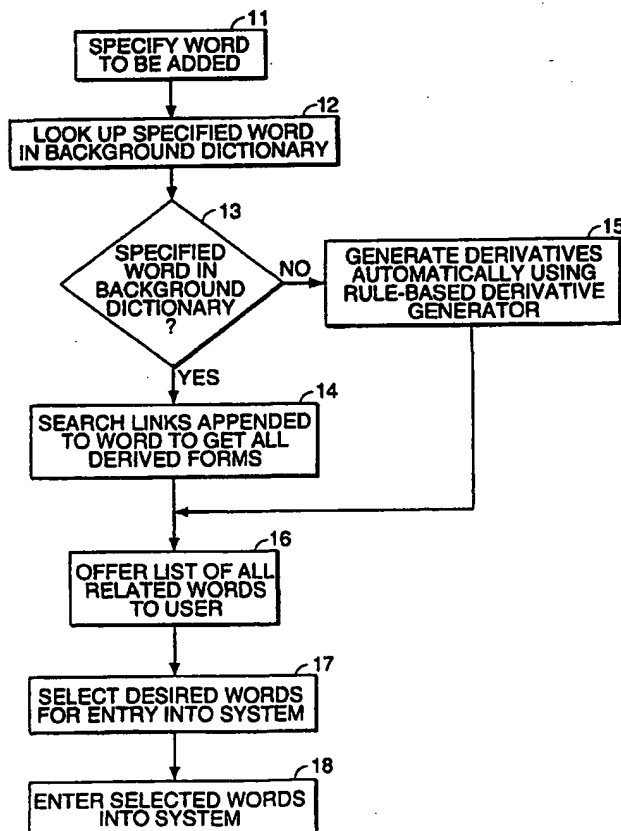 11
SPECIFY WORD
TO BE ADDED
12
LOOK UP SPECIFIED WORD
IN BACKGROUND DICTIONARY
13
SPECIFIED
WORD IN
BACKGROUND
DICTIONARY
?
NO
15
GENERATE DERIVATIVES
AUTOMATICALLY USING
RULE-BASED DERIVATIVE
GENERATOR
YES
14
SEARCH LINKS APPENDED
TO WORD TO GET ALL
DERIVED FORMS
16
OFFER LIST OF ALL
RELATED WORDS
TO USER
17
SELECT DESIRED WORDS
FOR ENTRY INTO SYSTEM
18
ENTER SELECTED WORDS
INTO SYSTEM